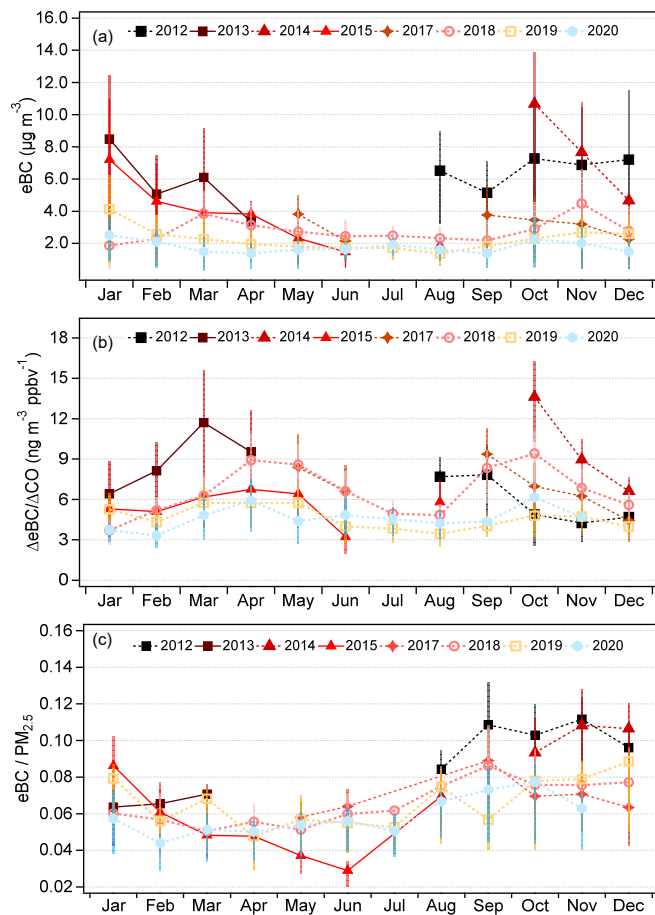 16.0
(a)
2012 2013 2014 2015 2017 2018 2019 2020
14.0
12.0
10.0
8.0
6.0
4.0
2.0
eBC (µg m⁻³)
Jan Feb Mar Apr May Jun Jul Aug Sep Oct Nov Dec
(b)
2012 2013 2014 2015 2017 2018 2019 2020
18
15
12
9
6
3
0
ΔeBC/ΔCO (ng m⁻³ ppbv⁻¹)
Jan Feb Mar Apr May Jun Jul Aug Sep Oct Nov Dec
0.16
(c)
2012 2013 2014 2015 2017 2018 2019 2020
0.14
0.12
0.10
0.08
0.06
0.04
0.02
eBC / PM₂.₅
Jan Feb Mar Apr May Jun Jul Aug Sep Oct Nov Dec